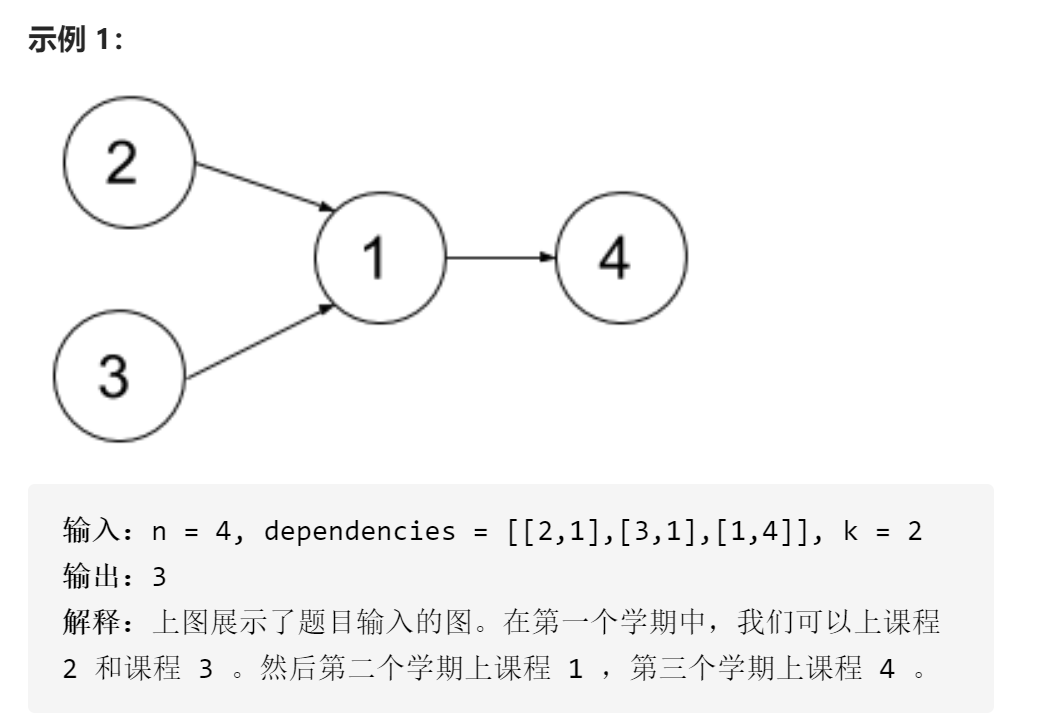 示例 1：
2
1
4
3
输入：n = 4, dependencies = [[2,1],[3,1],[1,4]], k = 2
输出：3
解释：上图展示了题目输入的图。在第一个学期中，我们可以上课程
2 和课程 3 。然后第二个学期上课程 1 ，第三个学期上课程 4 。